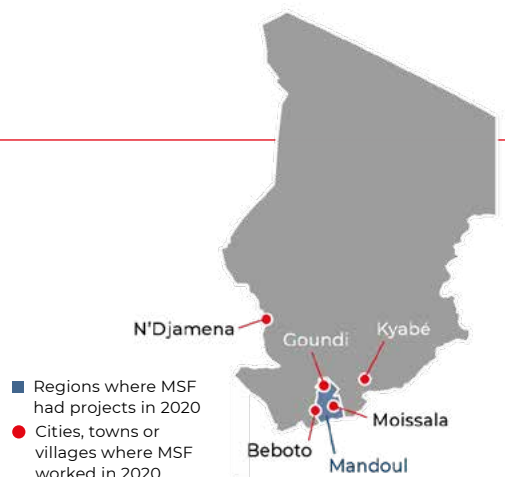 N'Djamena
Goundi
Kyabé
Regions where MSF
had projects in 2020
Cities, towns or
villages where MSF
worked in 2020
Moissala
Beboto
Mandoul